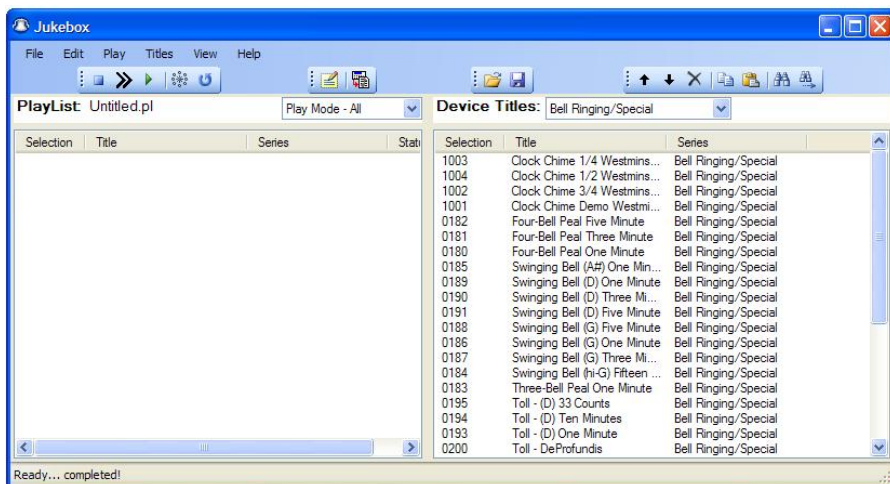 Jukebox
File Edit Play Titles View Help
PlayList: Untitled.pl Play Mode - All Device Titles: Bell Ringing/Special
Selection Title Series Stat
Selection Title Series
1003 Clock Chime 1/4 Westmins... Bell Ringing/Special
1004 Clock Chime 1/2 Westmins... Bell Ringing/Special
1002 Clock Chime 3/4 Westmins... Bell Ringing/Special
1001 Clock Chime Demo Westmi... Bell Ringing/Special
0182 Four-Bell Peal Five Minute Bell Ringing/Special
0181 Four-Bell Peal Three Minute Bell Ringing/Special
0180 Four-Bell Peal One Minute Bell Ringing/Special
0185 Swinging Bell (A#) One Min... Bell Ringing/Special
0189 Swinging Bell (D) One Minute Bell Ringing/Special
0190 Swinging Bell (D) Three Mi... Bell Ringing/Special
0191 Swinging Bell (D) Five Minute Bell Ringing/Special
0188 Swinging Bell (G) Five Minute Bell Ringing/Special
0186 Swinging Bell (G) One Minute Bell Ringing/Special
0187 Swinging Bell (G) Three Mi... Bell Ringing/Special
0184 Swinging Bell (hi-G) Fifteen ... Bell Ringing/Special
0183 Three-Bell Peal One Minute Bell Ringing/Special
0195 Toll - (D) 33 Counts Bell Ringing/Special
0194 Toll - (D) Ten Minutes Bell Ringing/Special
0193 Toll - (D) One Minute Bell Ringing/Special
0200 Toll - DeProfundis Bell Ringing/Special
Ready... completed!